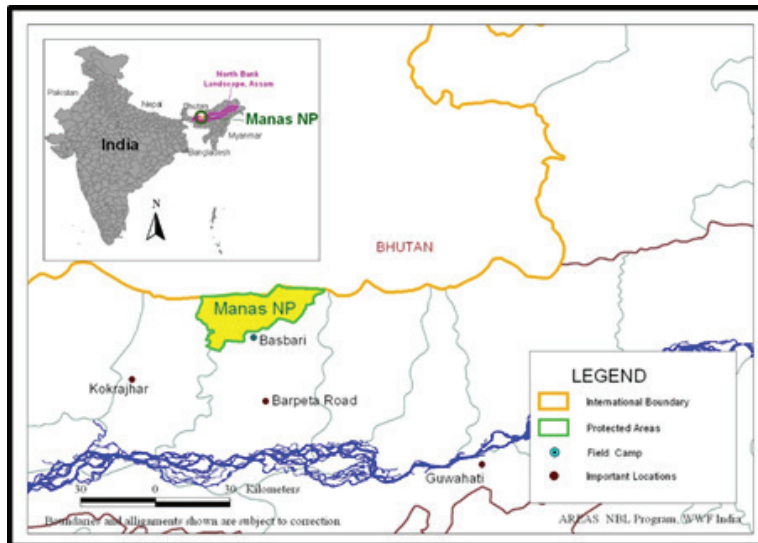 North Bank
Landscape, Assam
Pakistan
Nepal
Bhutan
Manas NP
India
Myanmar
Bangladesh
N
BHUTAN
Manas NP
Basbari
Kokrajhar
Barpeta Road
Guwahati
LEGEND
International Boundary
Protected Areas
Field Camp
Important Locations
30 0 30 Kilometers
Boundaries and allignments shown are subject to correction
AREAS NBL Program, WWF India